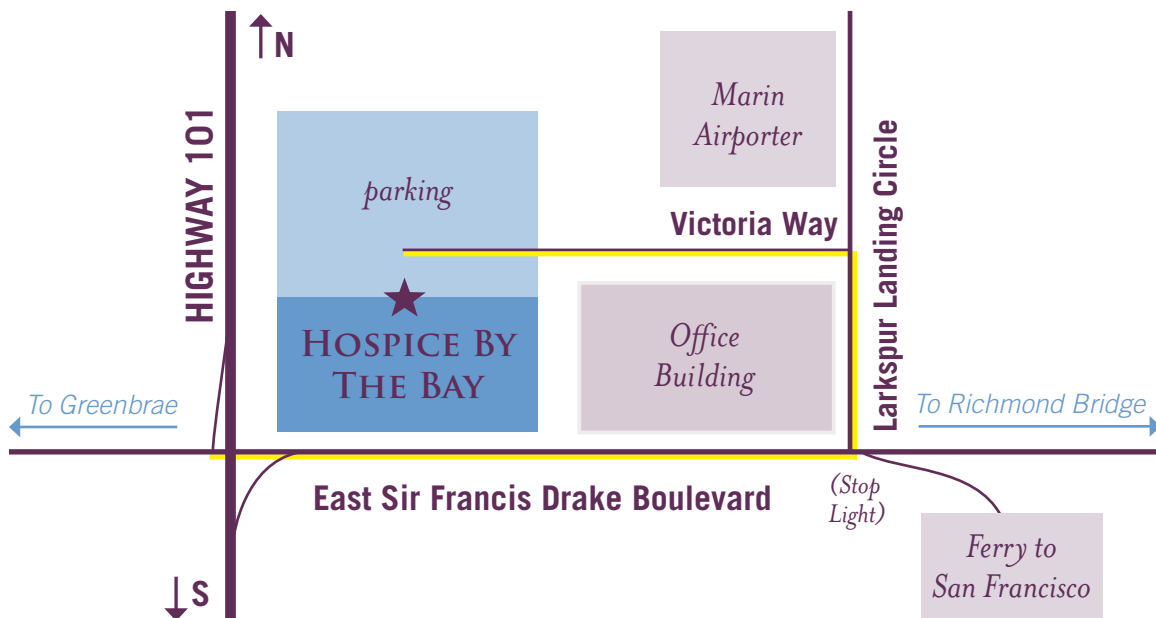 N
Marin
Airporter
HIGHWAY 101
parking
Larkspur Landing Circle
Victoria Way
HOSPICE BY
THE BAY
Office
Building
To Greenbrae
To Richmond Bridge
East Sir Francis Drake Boulevard
(Stop
Light)
Ferry to
San Francisco
S